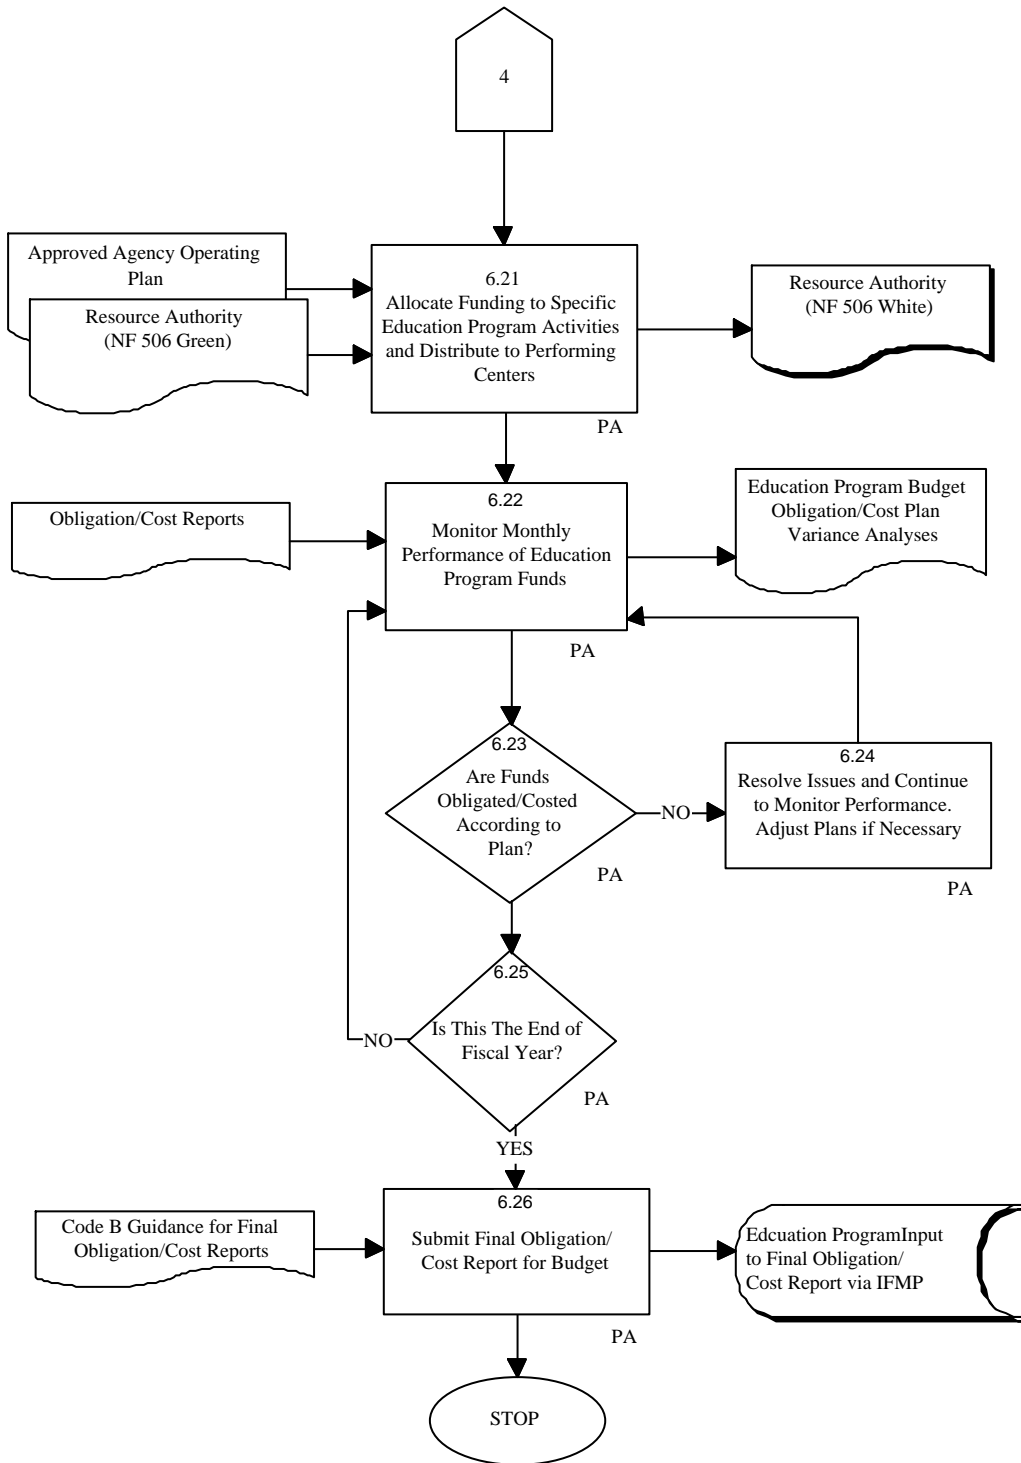 4
Approved Agency Operating
Plan
Resource Authority
(NF 506 Green)
6.21
Allocate Funding to Specific
Education Program Activities
and Distribute to Performing
Centers
PA
Resource Authority
(NF 506 White)
Obligation/Cost Reports
6.22
Monitor Monthly
Performance of Education
Program Funds
PA
Education Program Budget
Obligation/Cost Plan
Variance Analyses
6.23
Are Funds
Obligated/Costed
According to
Plan?
PA
NO
6.24
Resolve Issues and Continue
to Monitor Performance.
Adjust Plans if Necessary
PA
6.25
Is This The End of
Fiscal Year?
PA
NO
YES
Code B Guidance for Final
Obligation/Cost Reports
6.26
Submit Final Obligation/
Cost Report for Budget
PA
Edcuation ProgramInput
to Final Obligation/
Cost Report via IFMP
STOP